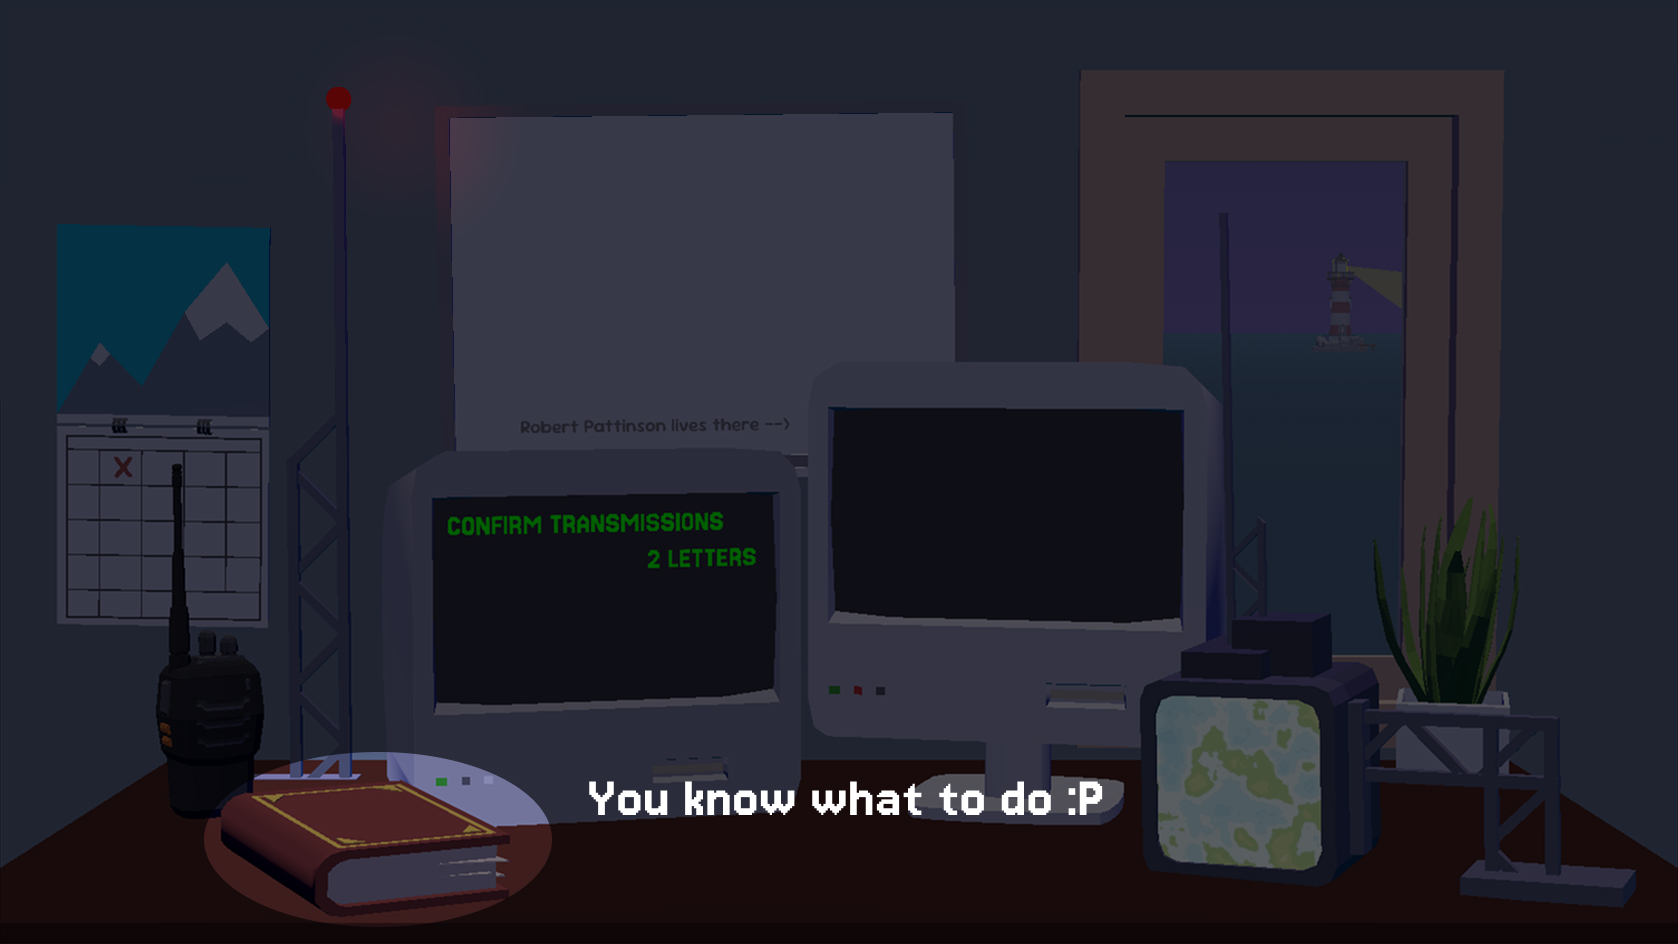 Robert Pattinson lives there -->
CONFIRM TRANSMISSIONS
2 LETTERS
X
You know what to do :P